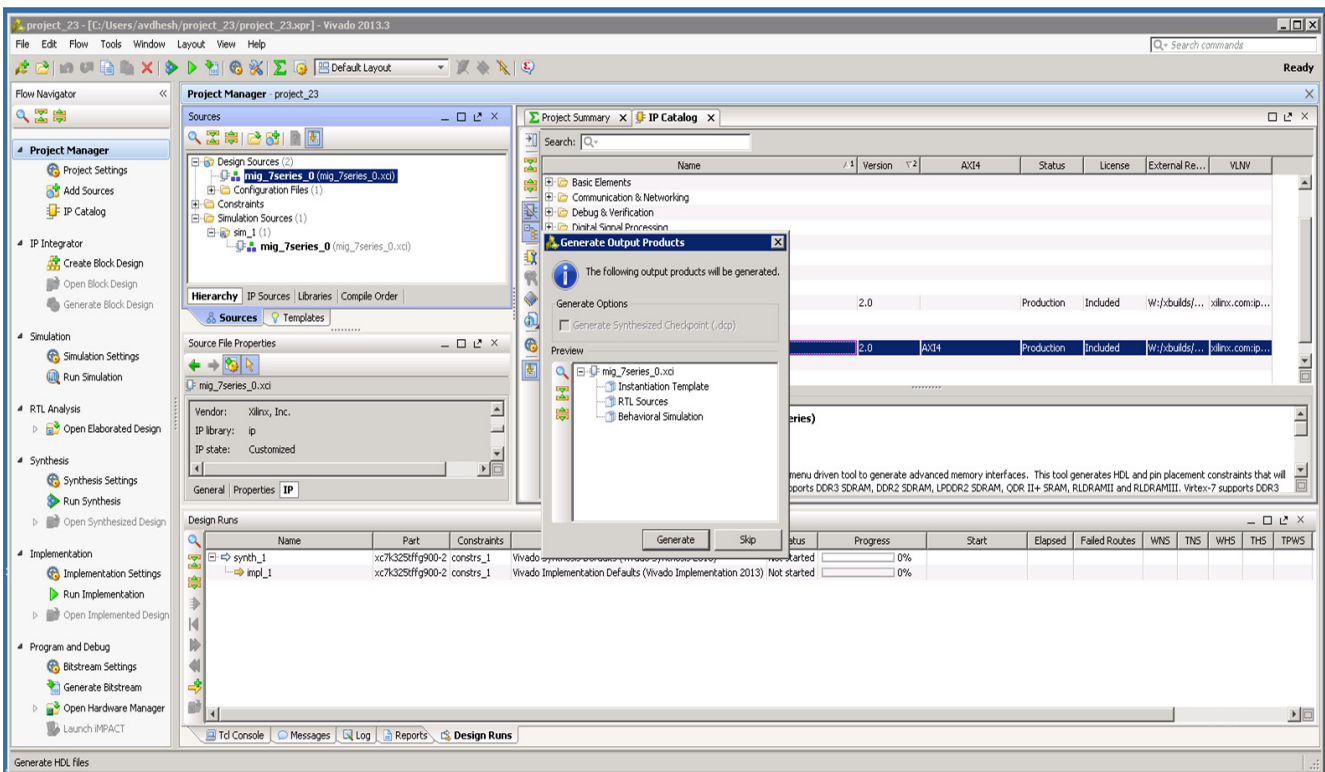 project_23 - [C:/Users/avdhesh/project_23/project_23.xpr] - Vivado 2013.3
File Edit Flow Tools Window Layout View Help
Q- Search commands
Default Layout
Ready
Flow Navigator
Project Manager
Project Settings
Add Sources
IP Catalog
IP Integrator
Create Block Design
Open Block Design
Generate Block Design
Simulation
Simulation Settings
Run Simulation
RTL Analysis
Open Elaborated Design
Synthesis
Synthesis Settings
Run Synthesis
Open Synthesized Design
Implementation
Implementation Settings
Run Implementation
Open Implemented Design
Program and Debug
Bitstream Settings
Generate Bitstream
Open Hardware Manager
Launch iMPACT
Project Manager - project_23
Sources
Design Sources (2)
mig_7series_0 (mig_7series_0.xci)
Configuration Files (1)
Constraints
Simulation Sources (1)
sim_1 (1)
mig_7series_0 (mig_7series_0.xci)
Hierarchy IP Sources Libraries Compile Order
Sources Templates
Source File Properties
mig_7series_0.xci
Vendor: Xilinx, Inc.
IP library: ip
IP state: Customized
General Properties IP
Project Summary IP Catalog
Search:
Name 1 Version 2 AXI4 Status License External Re... VLNV
Basic Elements
Communication & Networking
Debug & Verification
Digital Signal Processing
2.0 Production Included W:/xbuilds/... xilinx.com:ip...
2.0 AXI4 Production Included W:/xbuilds/... xilinx.com:ip...
eries)
menu driven tool to generate advanced memory interfaces. This tool generates HDL and pin placement constraints that will
pports DDR3 SDRAM, DDR2 SDRAM, LPDDR2 SDRAM, QDR II+ SRAM, RLDRAMII and RLDRAMIII. Virtex-7 supports DDR3
Generate Output Products
The following output products will be generated.
Generate Options
Generate Synthesized Checkpoint (.dcp)
Preview
mig_7series_0.xci
Instantiation Template
RTL Sources
Behavioral Simulation
Generate Skip
Design Runs
Name Part Constraints atus Progress Start Elapsed Failed Routes WNS TNS WHS THS TPWS
synth_1 xc7k325tffg900-2 constrs_1 Vivado Synthesis Defaults (Vivado Synthesis 2013) Not started 0%
impl_1 xc7k325tffg900-2 constrs_1 Vivado Implementation Defaults (Vivado Implementation 2013) Not started 0%
Tcl Console Messages Log Reports Design Runs
Generate HDL files